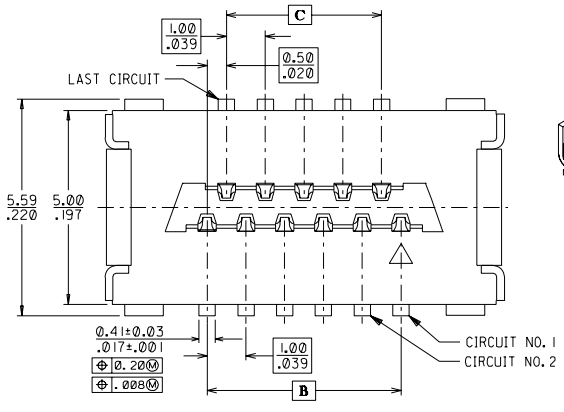 C
1.00
.039
0.50
.020
LAST CIRCUIT
5.59
.220
5.00
.197
0.41±0.03
.017±.001
⌖ 0.20Ⓜ
⌖ .008Ⓜ
1.00
.039
B
CIRCUIT NO.1
CIRCUIT NO.2